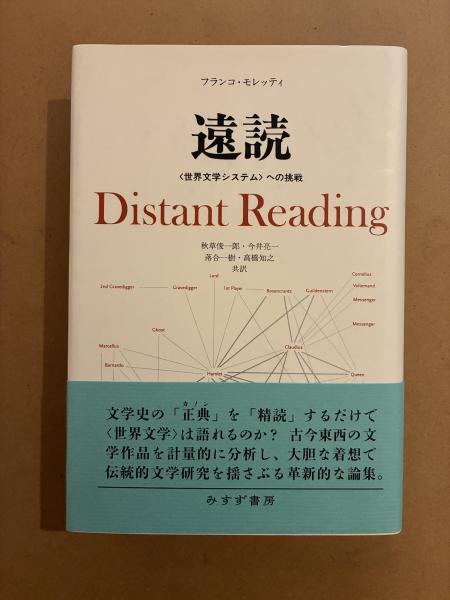 フランコ・モレッティ
遠読
〈世界文学システム〉への挑戦
Distant Reading
秋草俊一郎・今井亮一
落合一樹・高橋知之
共訳
Lord
Cornelius
2nd Gravedigger
Gravedigger
1st Player
Rosencrantz
Guildenstern
Voltemand
Messenger
Ghost
Messenger
Marcellus
Claudius
Barnardo
Hamlet
Queen
カノン
文学史の「正典」を「精読」するだけで
〈世界文学〉は語れるのか? 古今東西の文
学作品を計量的に分析し、大胆な着想で
伝統的文学研究を揺さぶる革新的な論集。
みすず書房